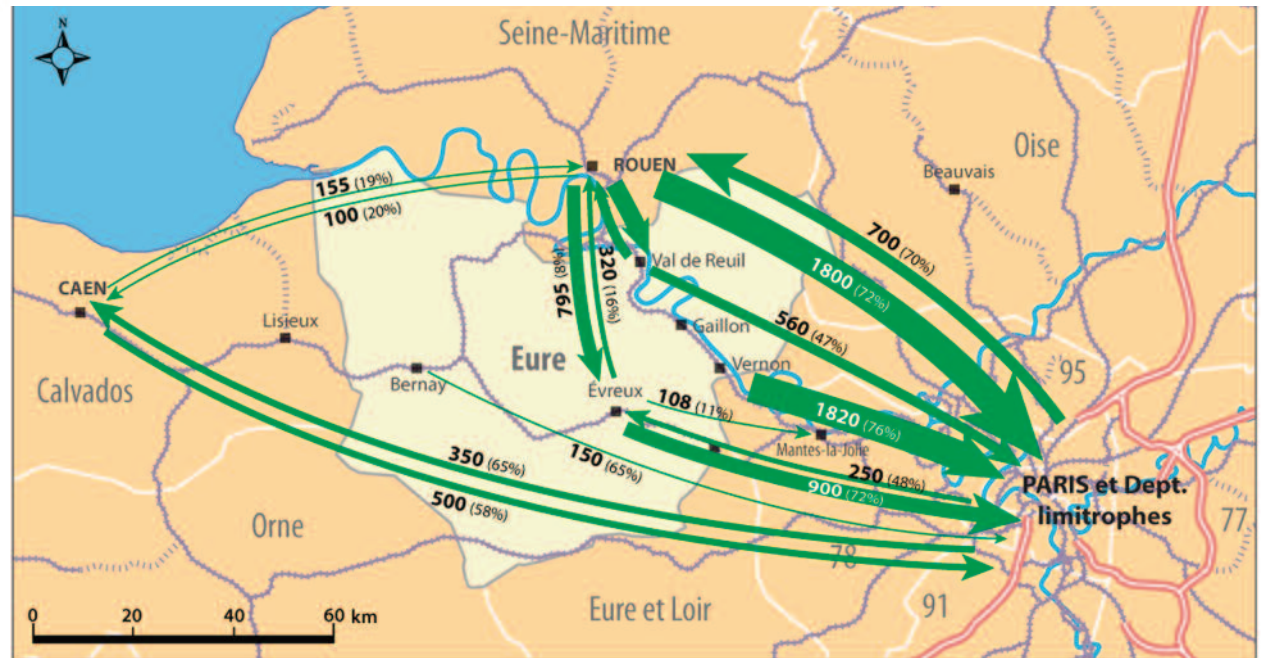 N
Seine-Maritime
Oise
ROUEN
Beauvais
155 (19%)
100 (20%)
700 (70%)
1800 (72%)
795 (8%)
320 (16%)
Val de Reuil
CAEN
Lisieux
Gaillon
560 (47%)
Eure
Vernon
95
Calvados
Bernay
Évreux
108 (11%)
1820 (76%)
Mantes-la-Jolie
350 (65%)
150 (65%)
250 (48%)
900 (72%)
PARIS et Dept.
limitrophes
500 (58%)
Orne
77
78
Eure et Loir
91
0 20 40 60 km